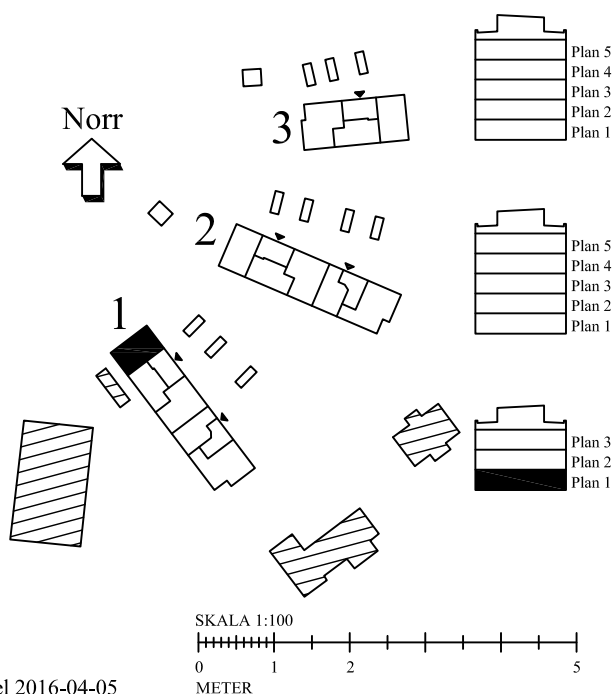 Plan 5
Plan 4
Plan 3
Plan 2
Plan 1
Norr
3
2
Plan 5
Plan 4
Plan 3
Plan 2
Plan 1
1
Plan 3
Plan 2
Plan 1
SKALA 1:100
0 1 2 5
METER
2016-04-05